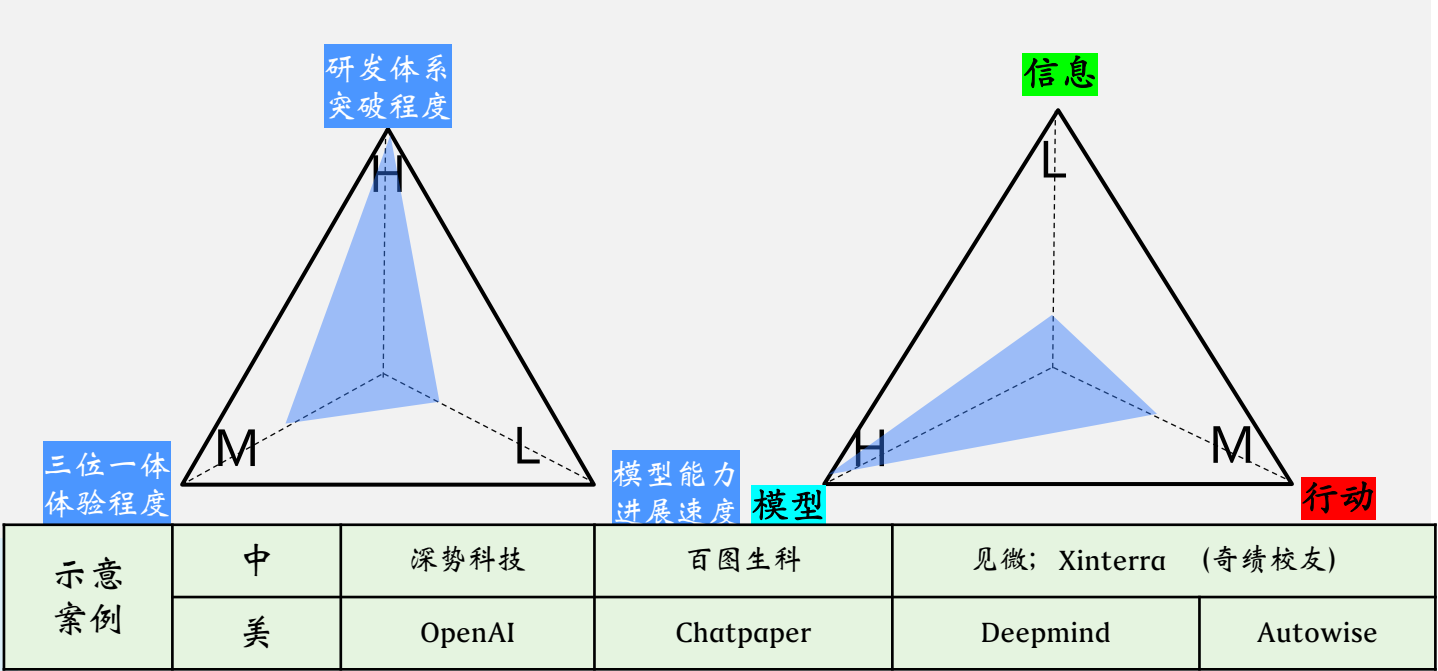 研发体系
突破程度
H
M
L
三位一体
体验程度
模型能力
进展速度
信息
L
H
M
模型
行动
示意
案例
中
深势科技
百图生科
见微; Xinterra (奇绩校友)
美
OpenAI
Chatpaper
Deepmind
Autowise